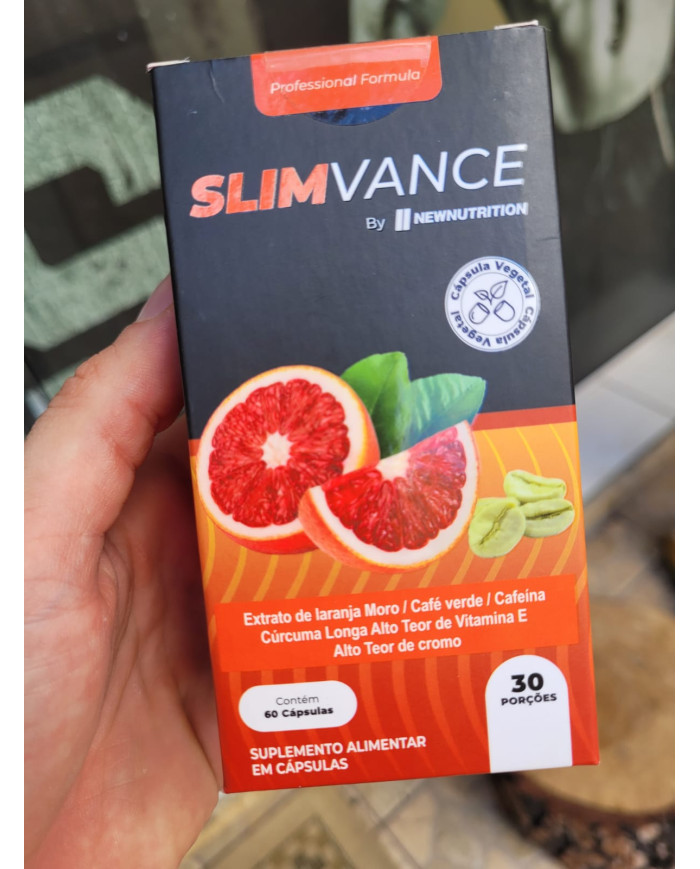 Professional Formula
SLIMVANCE
By NEWNUTRITION
Cápsula Vegetal Cápsula Vegetal
Extrato de laranja Moro / Café verde / Cafeína
Cúrcuma Longa Alto Teor de Vitamina E
Alto Teor de cromo
Contém
60 Cápsulas
30
PORÇÕES
SUPLEMENTO ALIMENTAR
EM CÁPSULAS